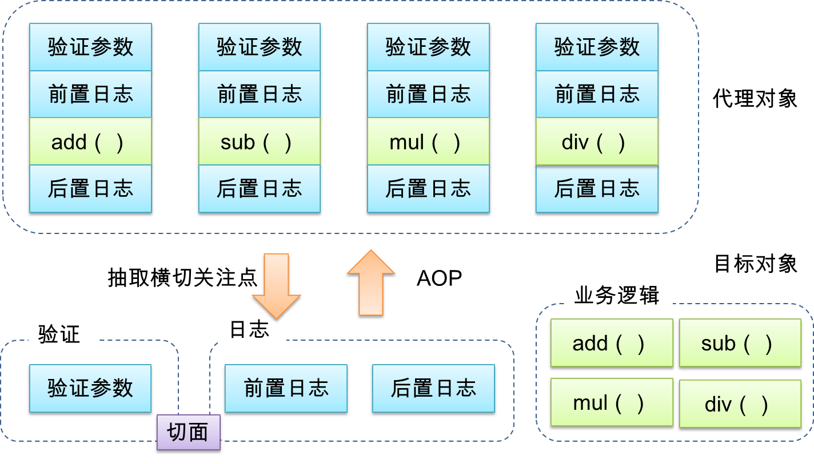 验证参数
前置日志
add（ ）
后置日志
验证参数
前置日志
sub（ ）
后置日志
验证参数
前置日志
mul（ ）
后置日志
验证参数
前置日志
div（ ）
后置日志
代理对象
抽取横切关注点
AOP
目标对象
验证
验证参数
日志
前置日志
后置日志
切面
业务逻辑
add（ ）
sub（ ）
mul（ ）
div（ ）